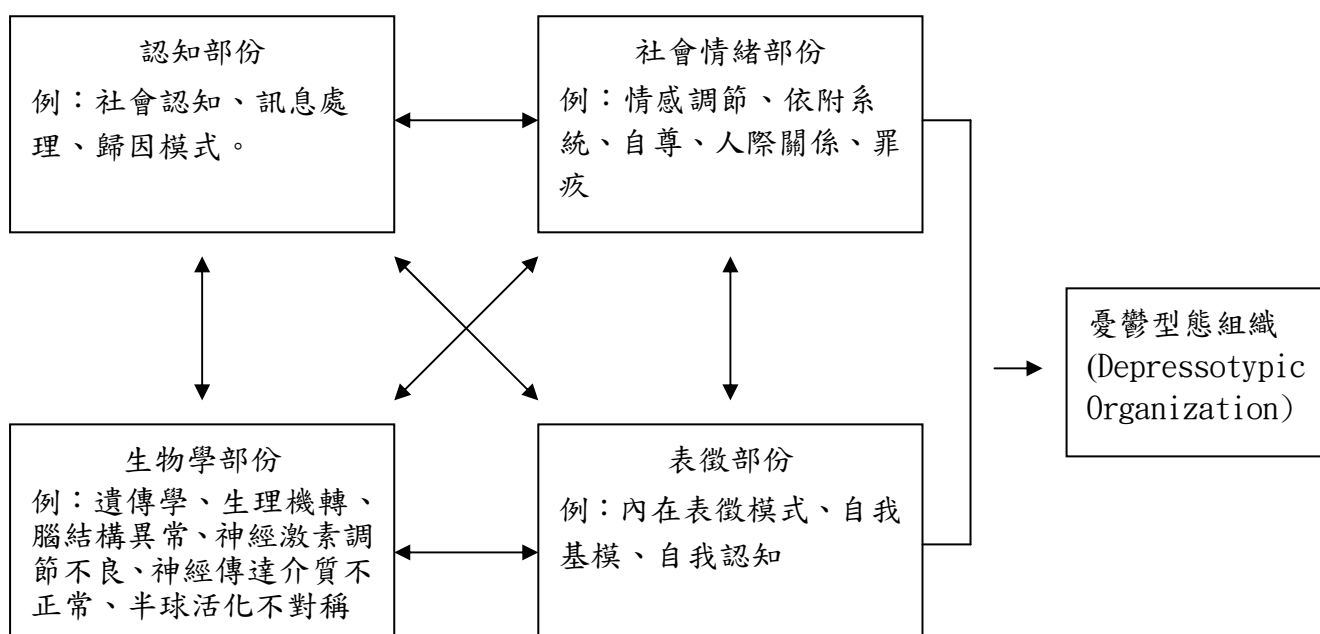 認知部份
例：社會認知、訊息處
理、歸因模式。
社會情緒部份
例：情感調節、依附系
統、自尊、人際關係、罪
疚
憂鬱型態組織
(Depressotypic
Organization)
生物學部份
例：遺傳學、生理機轉、
腦結構異常、神經激素調
節不良、神經傳達介質不
正常、半球活化不對稱
表徵部份
例：內在表徵模式、自我
基模、自我認知